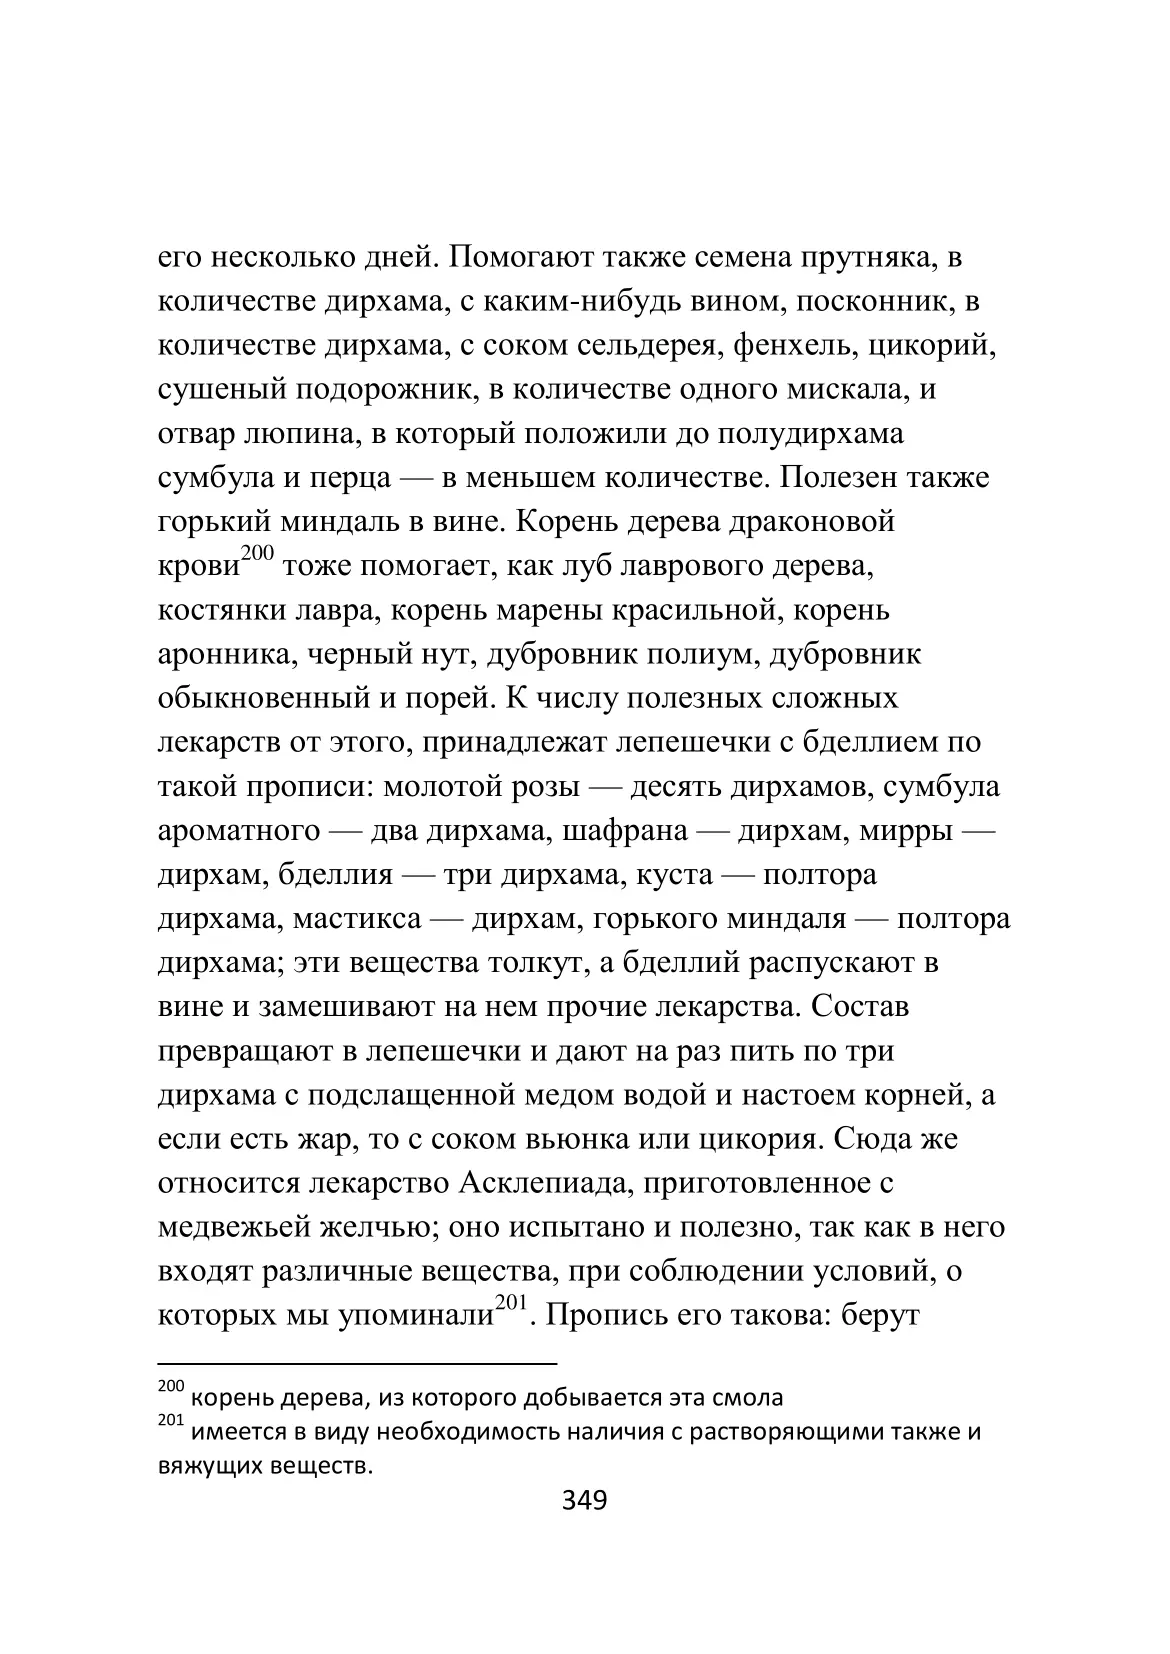 его несколько дней. Помогают также семена прутняка, в
количестве дирхама, с каким-нибудь вином, посконник, в
количестве дирхама, с соком сельдерея, фенхель, цикорий,
сушеный подорожник, в количестве одного мискала, и
отвар люпина, в который положили до полудирхама
сумбула и перца — в меньшем количестве. Полезен также
горький миндаль в вине. Корень дерева драконовой
крови200 тоже помогает, как луб лаврового дерева,
костянки лавра, корень марены красильной, корень
аронника, черный нут, дубровник полиум, дубровник
обыкновенный и порей. К числу полезных сложных
лекарств от этого, принадлежат лепешечки с бделлием по
такой прописи: молотой розы — десять дирхамов, сумбула
ароматного — два дирхама, шафрана — дирхам, мирры —
дирхам, бделлия — три дирхама, куста — полтора
дирхама, мастикса — дирхам, горького миндаля — полтора
дирхама; эти вещества толкут, а бделлий распускают в
вине и замешивают на нем прочие лекарства. Состав
превращают в лепешечки и дают на раз пить по три
дирхама с подслащенной медом водой и настоем корней, а
если есть жар, то с соком вьюнка или цикория. Сюда же
относится лекарство Асклепиада, приготовленное с
медвежьей желчью; оно испытано и полезно, так как в него
входят различные вещества, при соблюдении условий, о
которых мы упоминали201. Пропись его такова: берут
200 корень дерева, из которого добывается эта смола
201 имеется в виду необходимость наличия с растворяющими также и
вяжущих веществ.
349